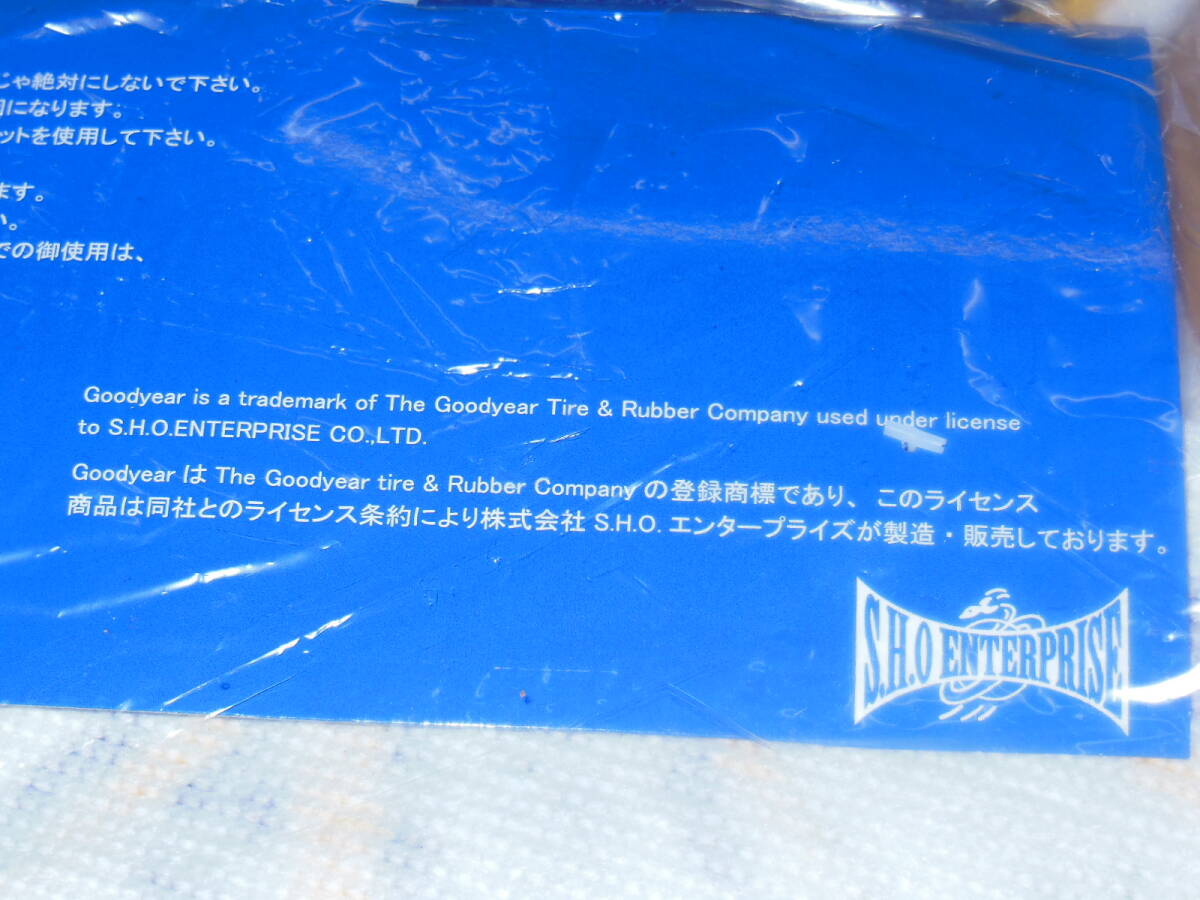 じゃ絶対にしないで下さい。
になります。
ットを使用して下さい。
ます。
い。
での御使用は、
Goodyear is a trademark of The Goodyear Tire & Rubber Company used under license
to S.H.O.ENTERPRISE CO.,LTD.
Goodyear は The Goodyear tire & Rubber Company の登録商標であり、このライセンス
商品は同社とのライセンス条約により株式会社 S.H.O. エンタープライズが製造・販売しております。
S.H.O ENTERPRISE